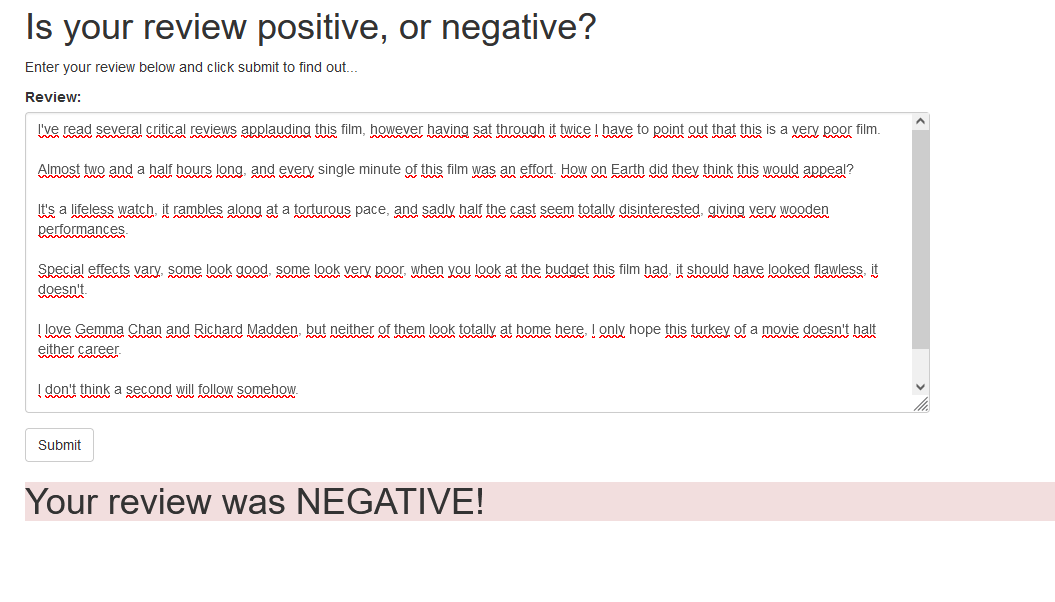 Is your review positive, or negative?
Enter your review below and click submit to find out...
Review:
I've read several critical reviews applauding this film, however having sat through it twice I have to point out that this is a very poor film.
Almost two and a half hours long, and every single minute of this film was an effort. How on Earth did they think this would appeal?
It's a lifeless watch, it rambles along at a torturous pace, and sadly half the cast seem totally disinterested, giving very wooden
performances.
Special effects vary, some look good, some look very poor, when you look at the budget this film had, it should have looked flawless, it
doesn't.
I love Gemma Chan and Richard Madden, but neither of them look totally at home here, I only hope this turkey of a movie doesn't halt
either career.
I don't think a second will follow somehow.
Submit
Your review was NEGATIVE!